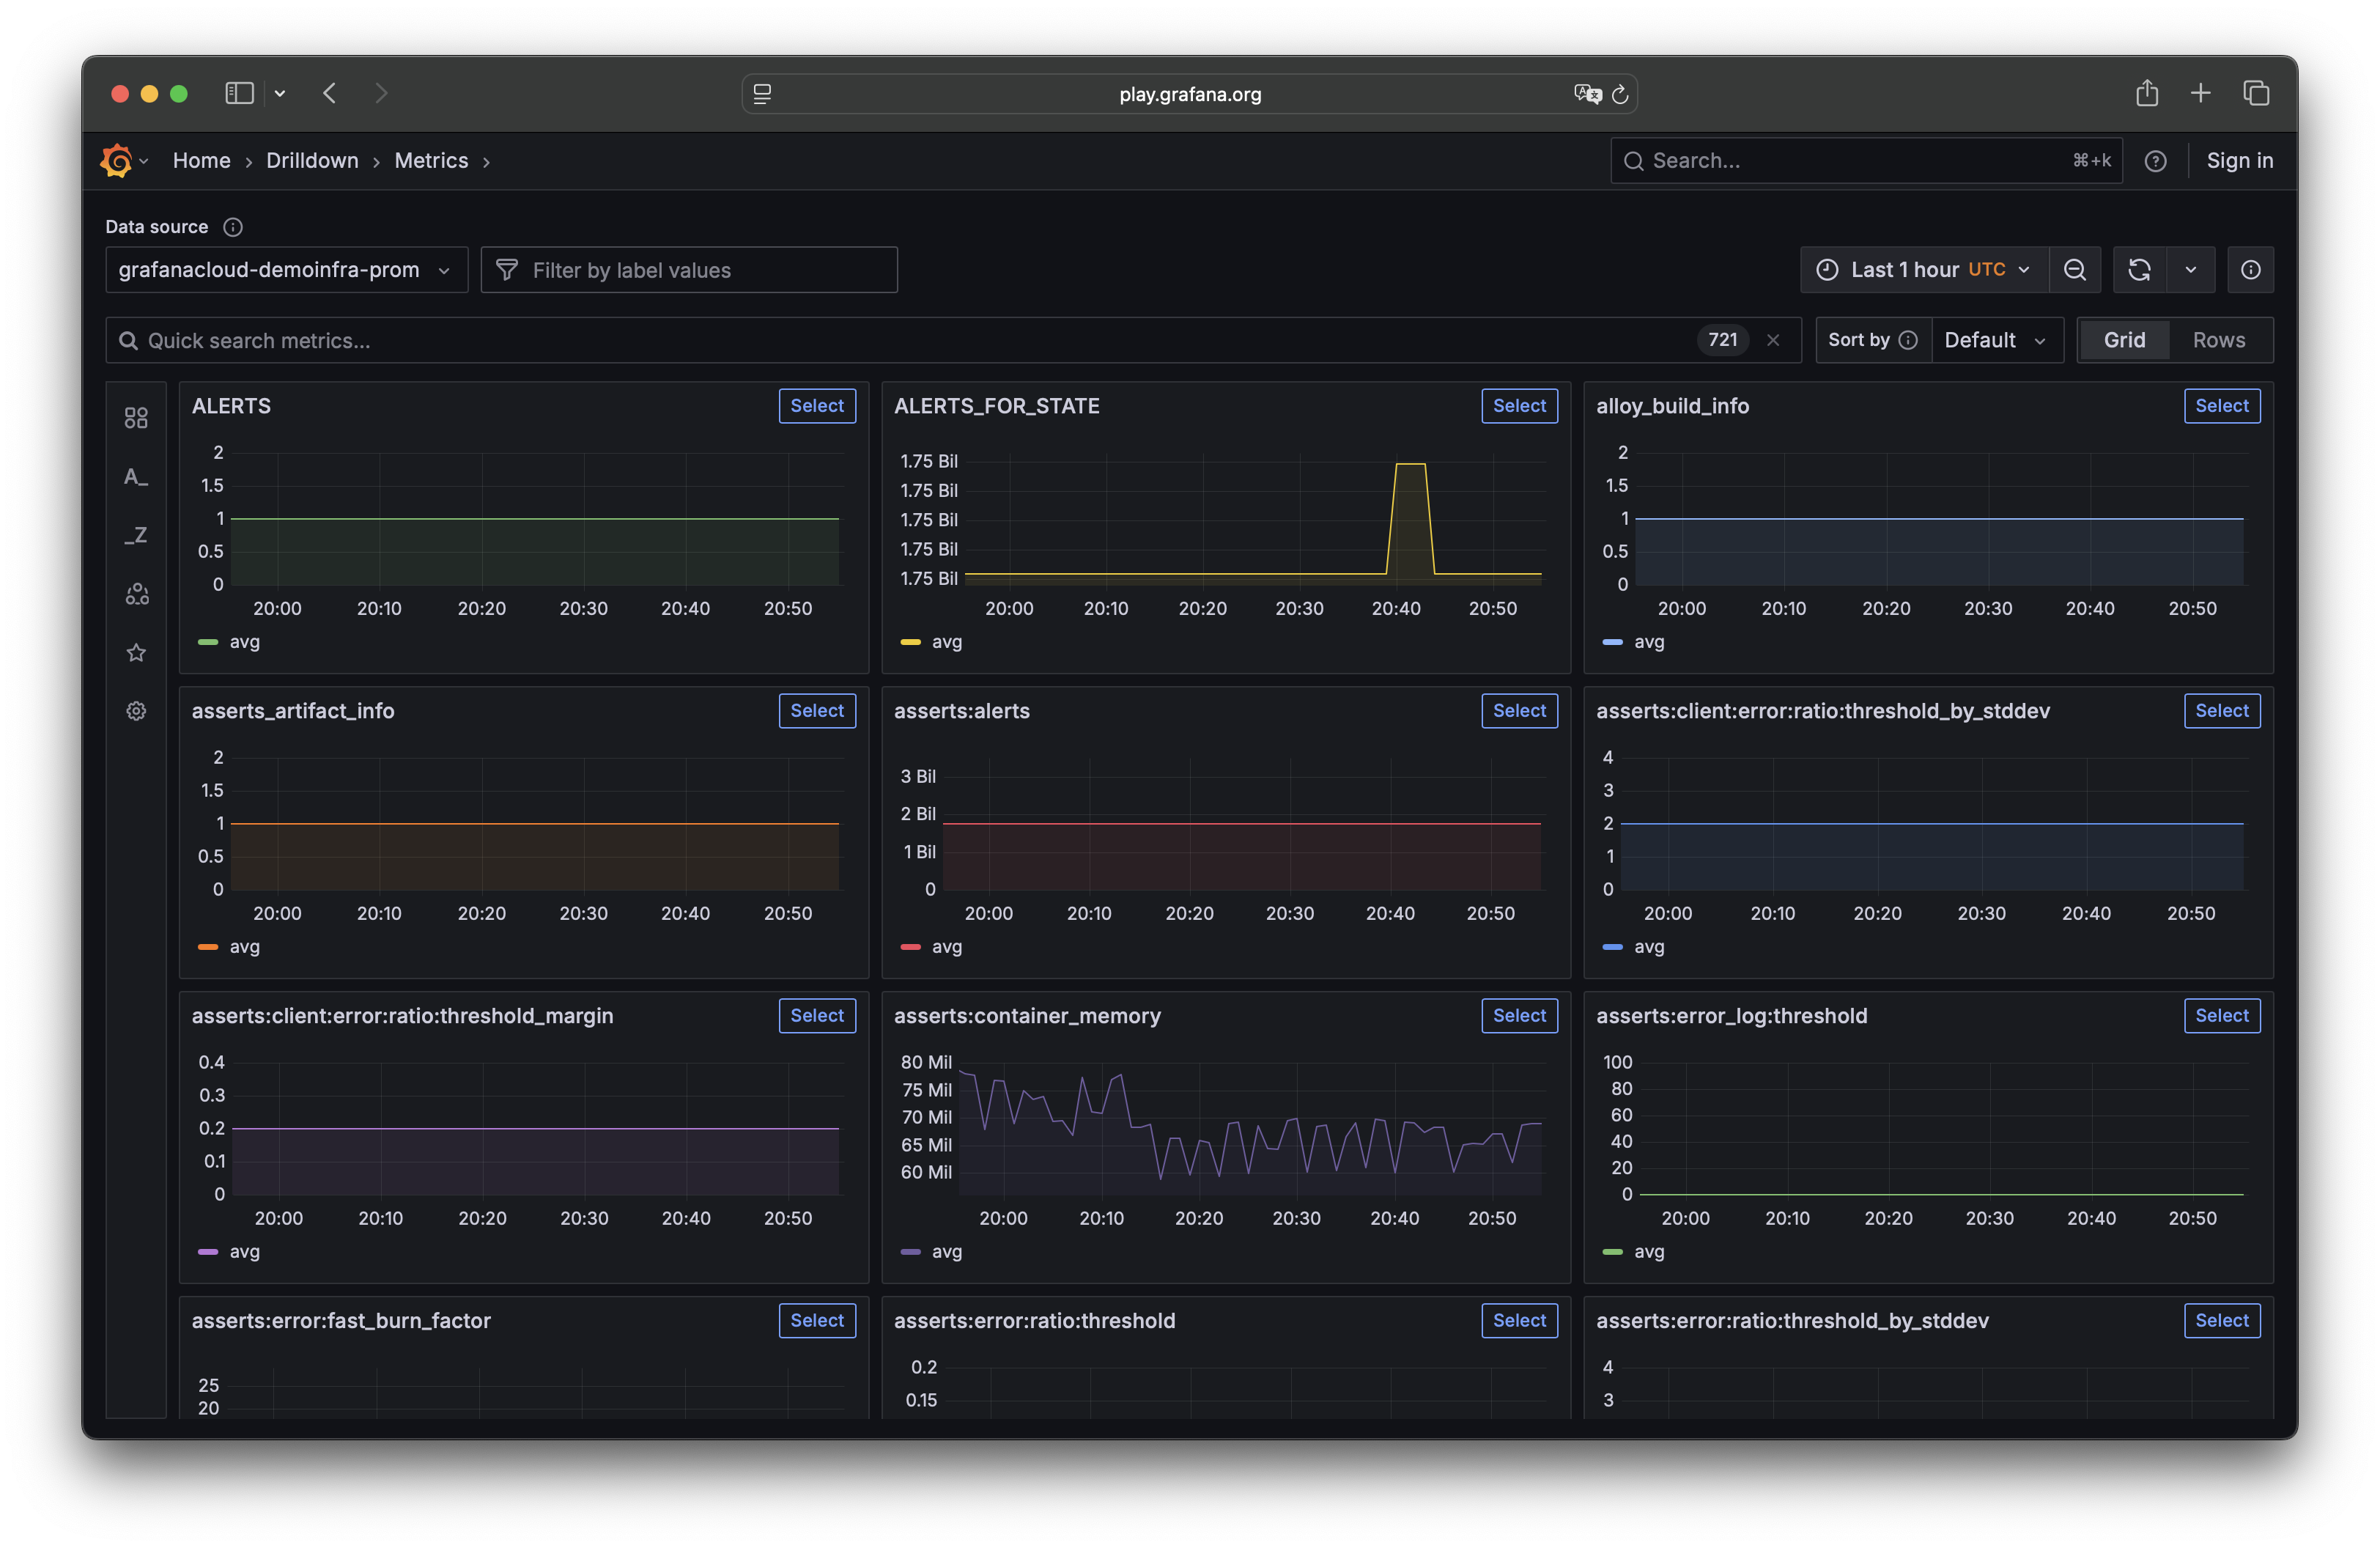 play.grafana.org
Home > Drilldown > Metrics >
Search... ⌘+k
Sign in
Data source
grafanacloud-demoinfra-prom
Filter by label values
Last 1 hour UTC
Quick search metrics...
721
Sort by
Default
Grid
Rows
A_
_Z
ALERTS
Select
2
1.5
1
0.5
0
20:00 20:10 20:20 20:30 20:40 20:50
avg
ALERTS_FOR_STATE
Select
1.75 Bil
1.75 Bil
1.75 Bil
1.75 Bil
1.75 Bil
20:00 20:10 20:20 20:30 20:40 20:50
avg
alloy_build_info
Select
2
1.5
1
0.5
0
20:00 20:10 20:20 20:30 20:40 20:50
avg
asserts_artifact_info
Select
2
1.5
1
0.5
0
20:00 20:10 20:20 20:30 20:40 20:50
avg
asserts:alerts
Select
3 Bil
2 Bil
1 Bil
0
20:00 20:10 20:20 20:30 20:40 20:50
avg
asserts:client:error:ratio:threshold_by_stddev
Select
4
3
2
1
0
20:00 20:10 20:20 20:30 20:40 20:50
avg
asserts:client:error:ratio:threshold_margin
Select
0.4
0.3
0.2
0.1
0
20:00 20:10 20:20 20:30 20:40 20:50
avg
asserts:container_memory
Select
80 Mil
75 Mil
70 Mil
65 Mil
60 Mil
20:00 20:10 20:20 20:30 20:40 20:50
avg
asserts:error_log:threshold
Select
100
80
60
40
20
0
20:00 20:10 20:20 20:30 20:40 20:50
avg
asserts:error:fast_burn_factor
Select
25
20
asserts:error:ratio:threshold
Select
0.2
0.15
asserts:error:ratio:threshold_by_stddev
Select
4
3